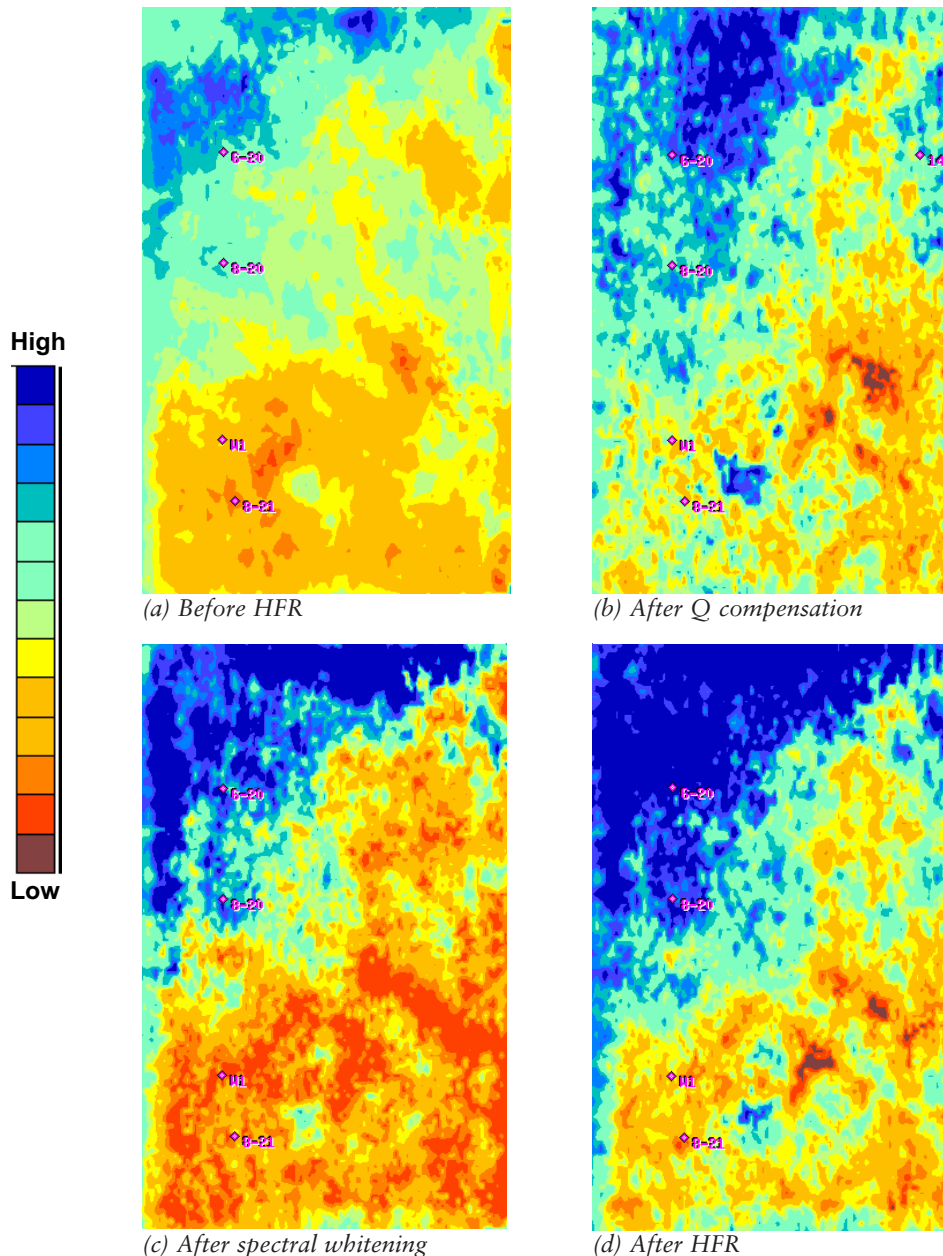 6-20
8-20
W1
8-21
(a) Before HFR
6-20
14
8-20
W1
8-21
(b) After Q compensation
High
Low
6-20
8-20
W1
8-21
(c) After spectral whitening
6-20
8-20
W1
8-21
(d) After HFR